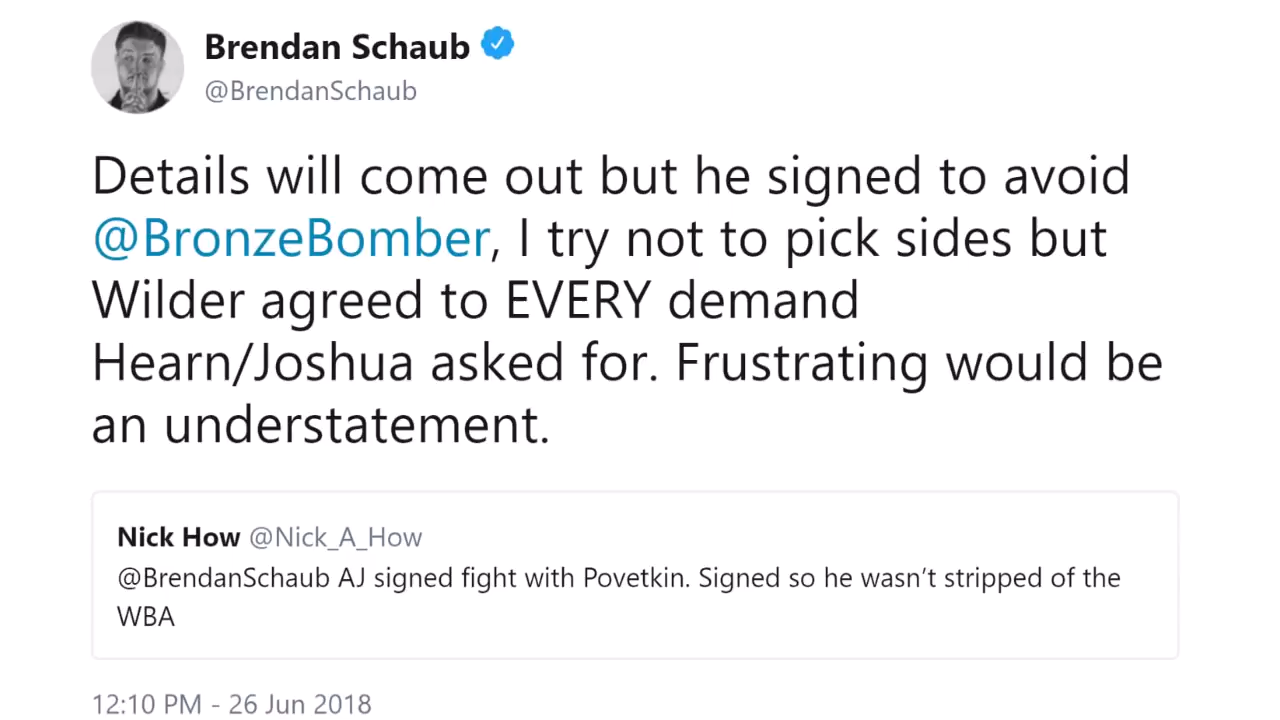 Brendan Schaub
@BrendanSchaub
Details will come out but he signed to avoid
@BronzeBomber, I try not to pick sides but
Wilder agreed to EVERY demand
Hearn/Joshua asked for. Frustrating would be
an understatement.
Nick How @Nick_A_How
@BrendanSchaub AJ signed fight with Povetkin. Signed so he wasn’t stripped of the
WBA
12:10 PM - 26 Jun 2018